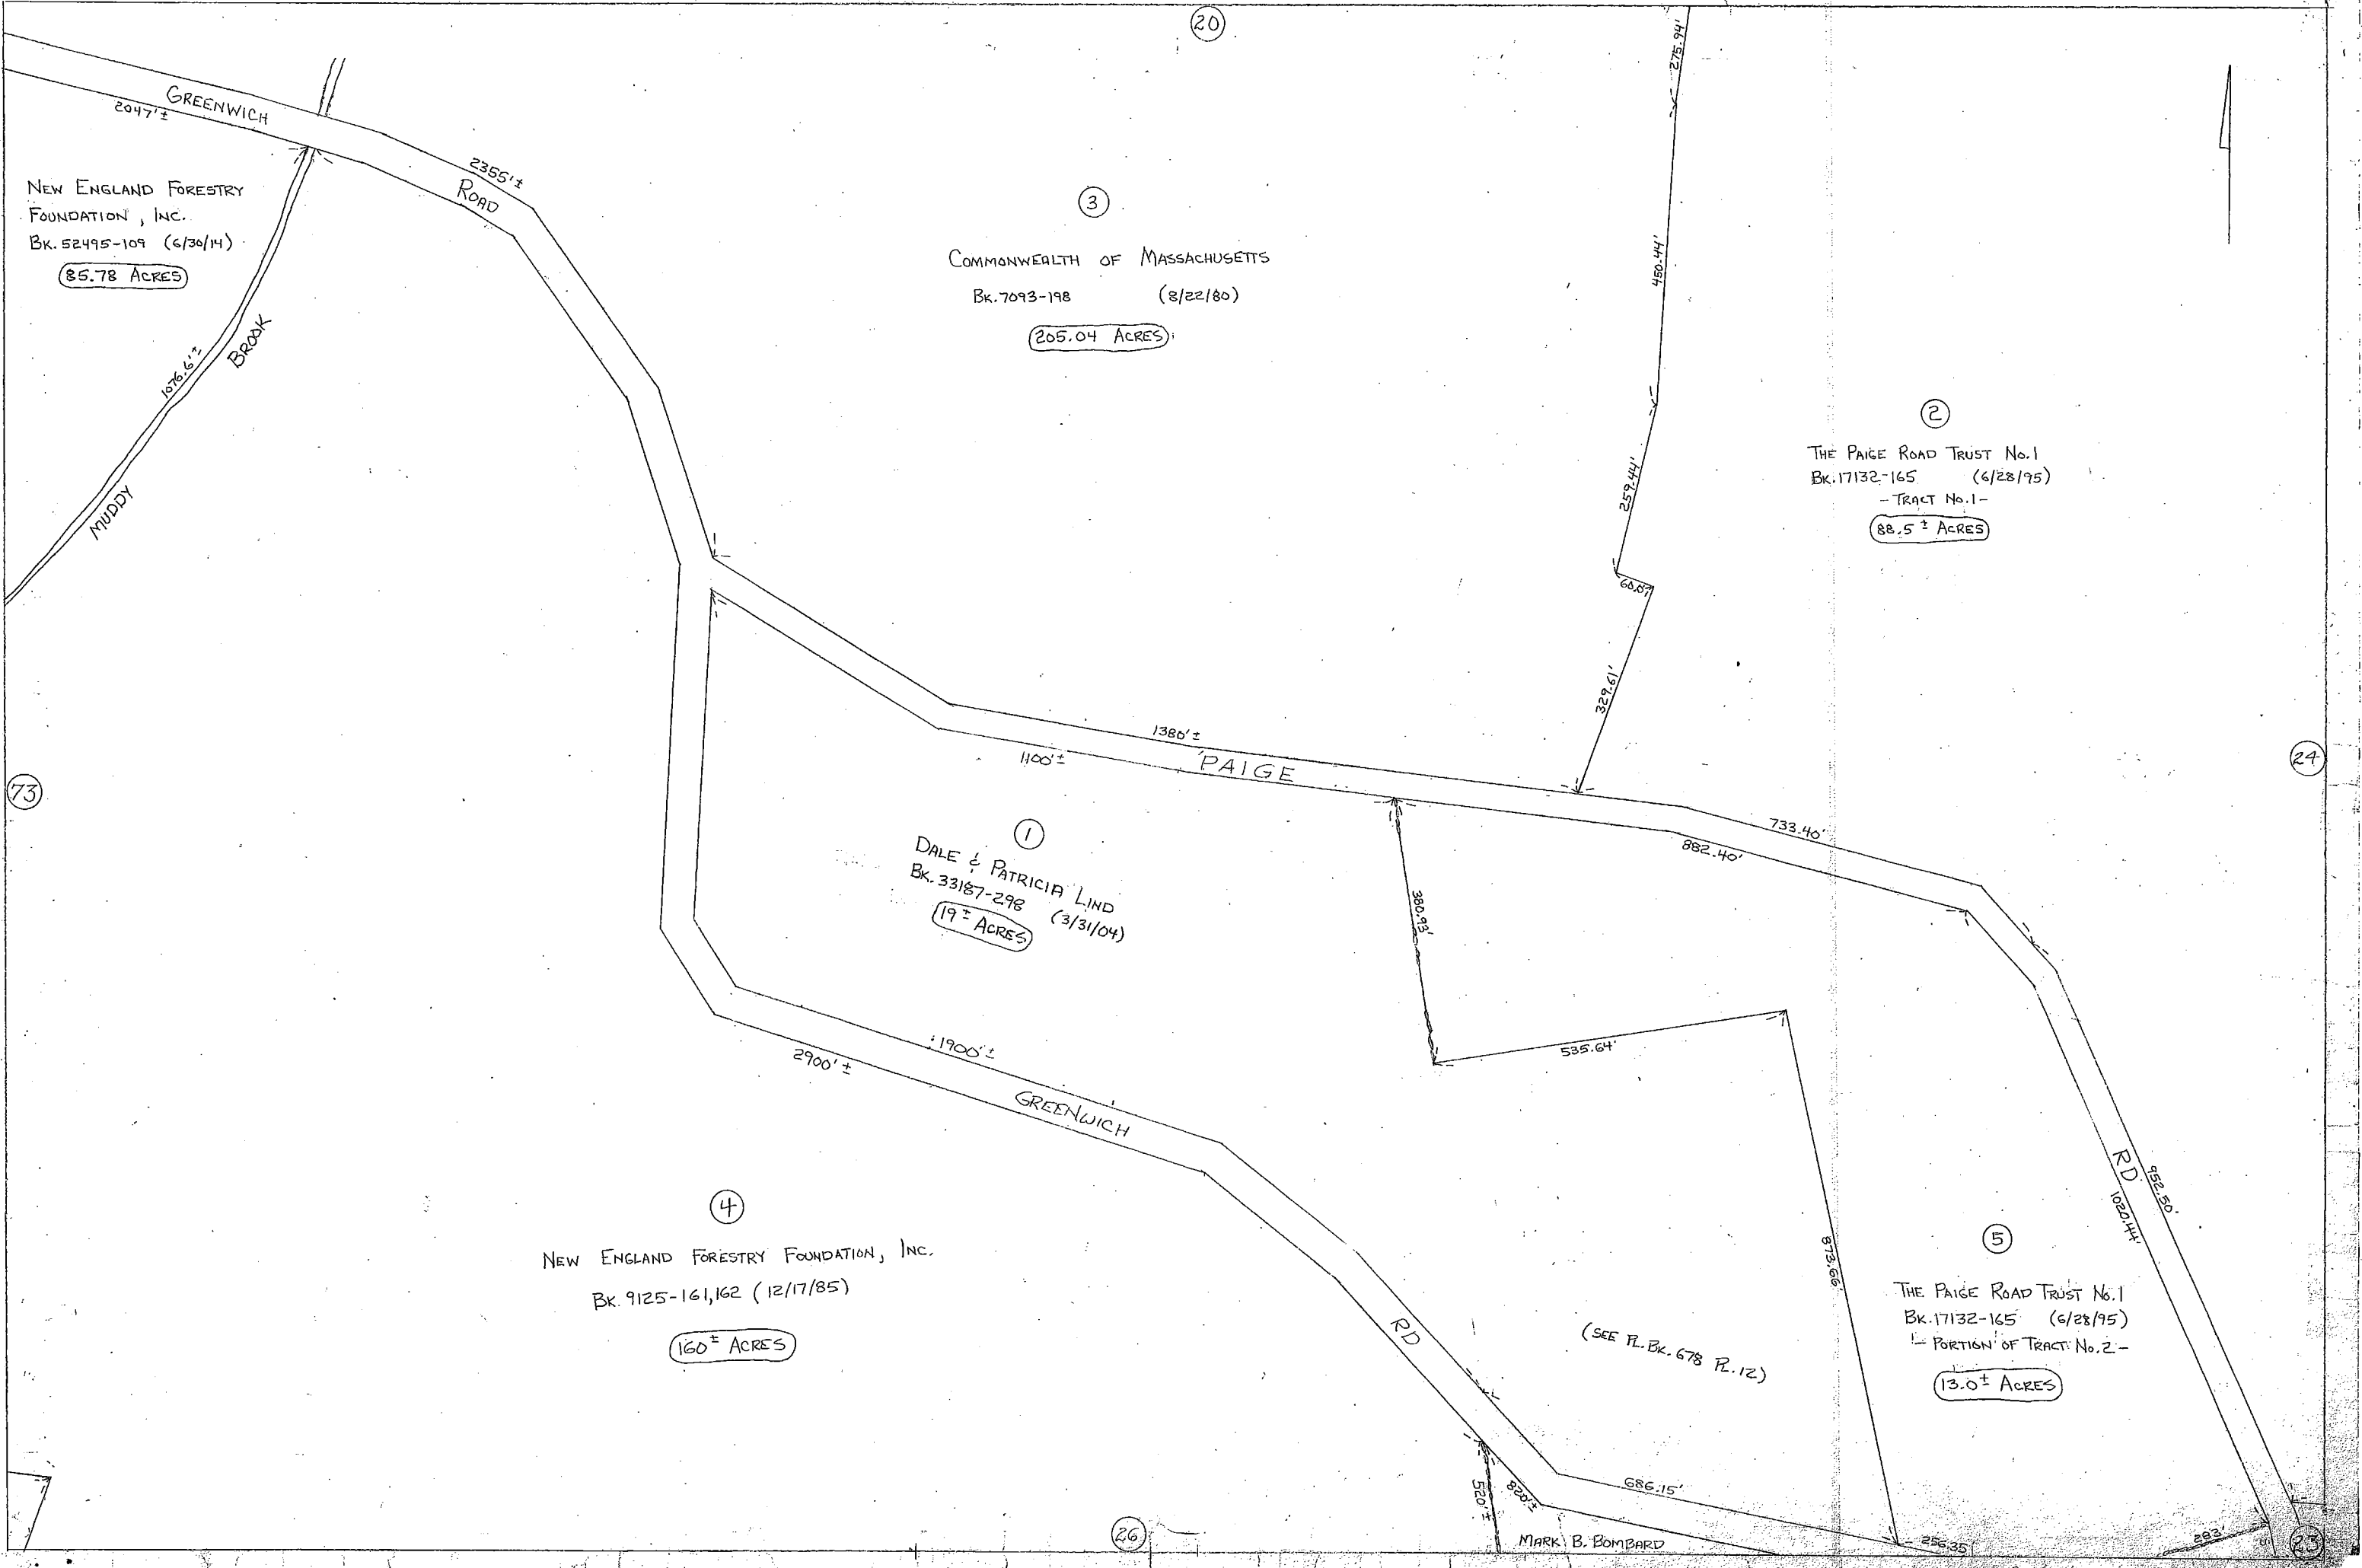 20
275.94'
GREENWICH
2047'±
2355'±
ROAD
NEW ENGLAND FORESTRY
FOUNDATION, INC.
BK. 52495-109 (6/30/14)
85.78 ACRES
3
COMMONWEALTH OF MASSACHUSETTS
BK. 7093-198 (8/22/80)
205.04 ACRES
450.44'
1076.6'±
BROOK
MUDDY
2
THE PAIGE ROAD TRUST NO.1
BK. 17132-165 (6/28/95)
- TRACT NO.1 -
88.5± ACRES
259.44'
60.07'
329.61'
1380'±
1100'±
PAIGE
24
73
733.40'
882.40'
1
DALE & PATRICIA LIND
BK. 33187-298 (3/31/04)
19± ACRES
380.93'
535.64'
1900'±
2900'±
GREENWICH
RD
952.50'
1020.44'
4
NEW ENGLAND FORESTRY FOUNDATION, INC.
BK. 9125-161,162 (12/17/85)
160± ACRES
873.66'
5
THE PAIGE ROAD TRUST NO.1
BK. 17132-165 (6/28/95)
- PORTION OF TRACT NO.2 -
13.0± ACRES
RD
(SEE PL. BK. 678 PL. 12)
520'±
820'±
686.15'
26
MARK B. BOMBARD
256.35
283'
23